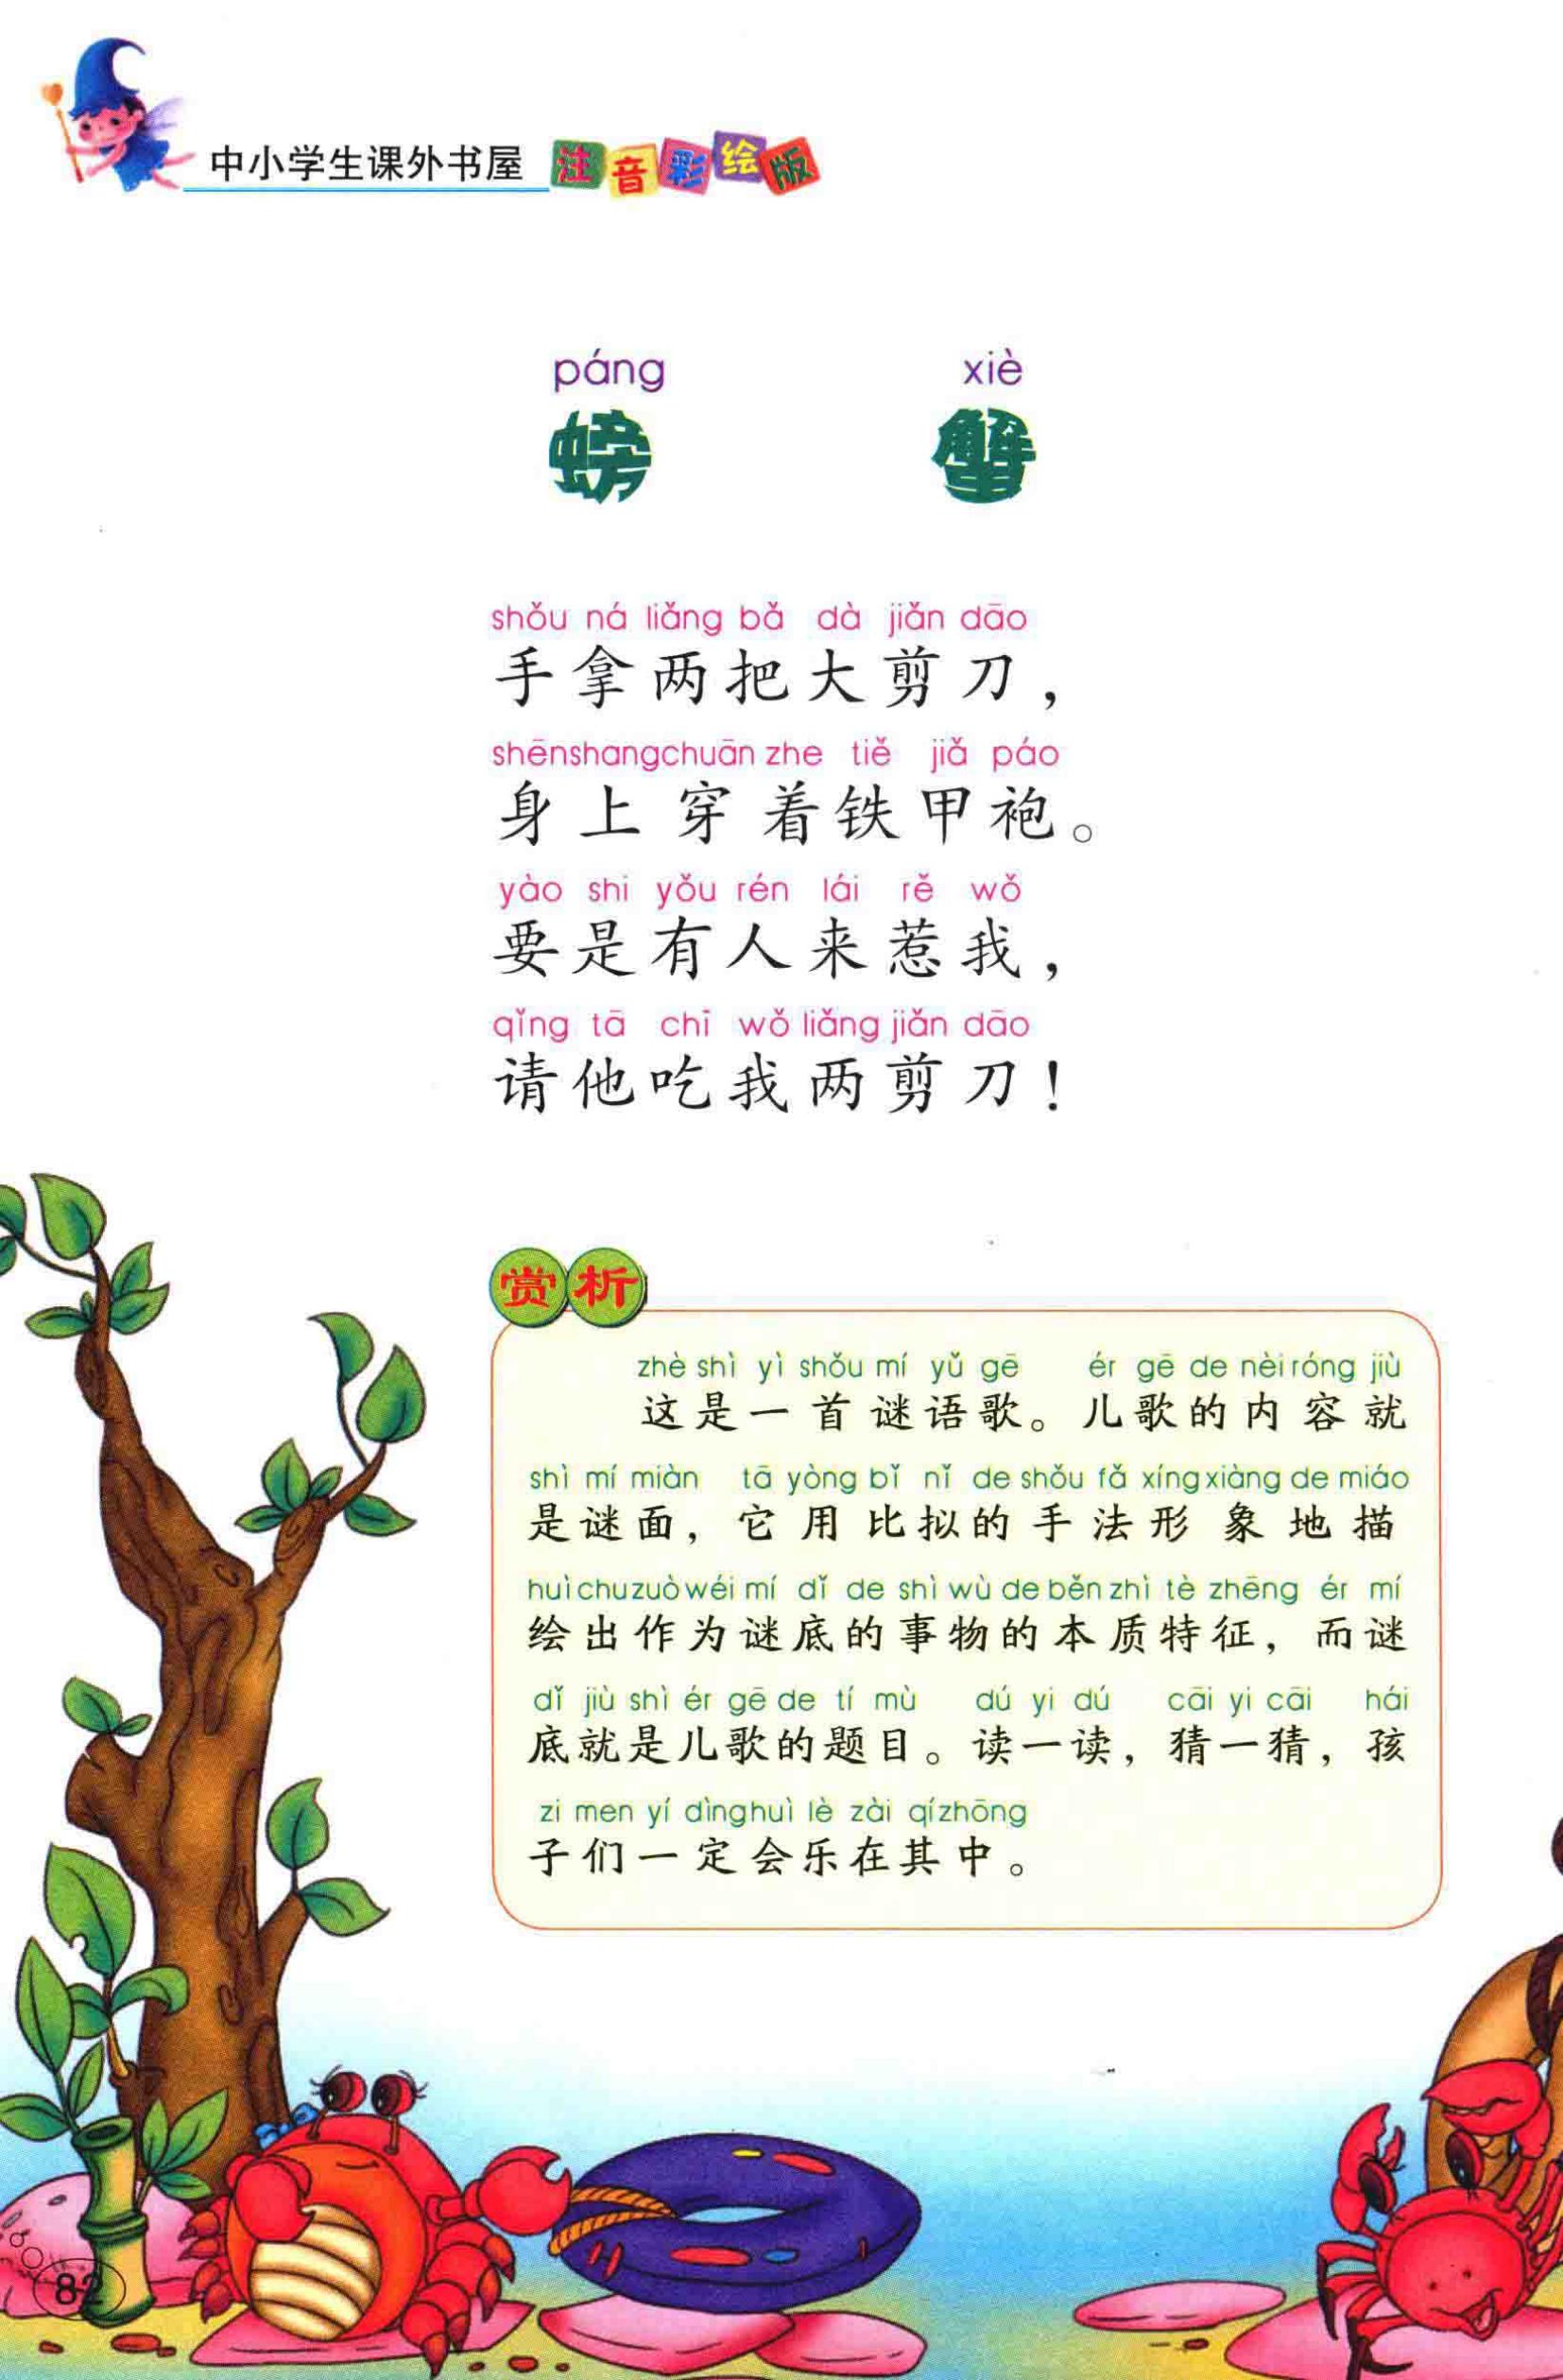 中小学生课外书屋 注音彩绘版
páng xiè
螃 蟹
shǒu ná liǎng bǎ dà jiǎn dāo
手拿两把大剪刀，
shēnshangchuān zhe tiě jiǎ páo
身上穿着铁甲袍。
yào shi yǒu rén lái rě wǒ
要是有人来惹我，
qǐng tā chī wǒ liǎng jiǎn dāo
请他吃我两剪刀！
赏析
zhè shì yì shǒu mí yǔ gē ér gē de nèi róng jiù
这是一首谜语歌。儿歌的内容就
shì mí miàn tā yòng bǐ nǐ de shǒu fǎ xíng xiàng de miáo
是谜面，它用比拟的手法形象地描
huì chu zuò wéi mí dǐ de shì wù de běn zhì tè zhēng ér mí
绘出作为谜底的事物的本质特征，而谜
dǐ jiù shì ér gē de tí mù dú yi dú cāi yi cāi hái
底就是儿歌的题目。读一读，猜一猜，孩
zi men yí dìng huì lè zài qí zhōng
子们一定会乐在其中。
82